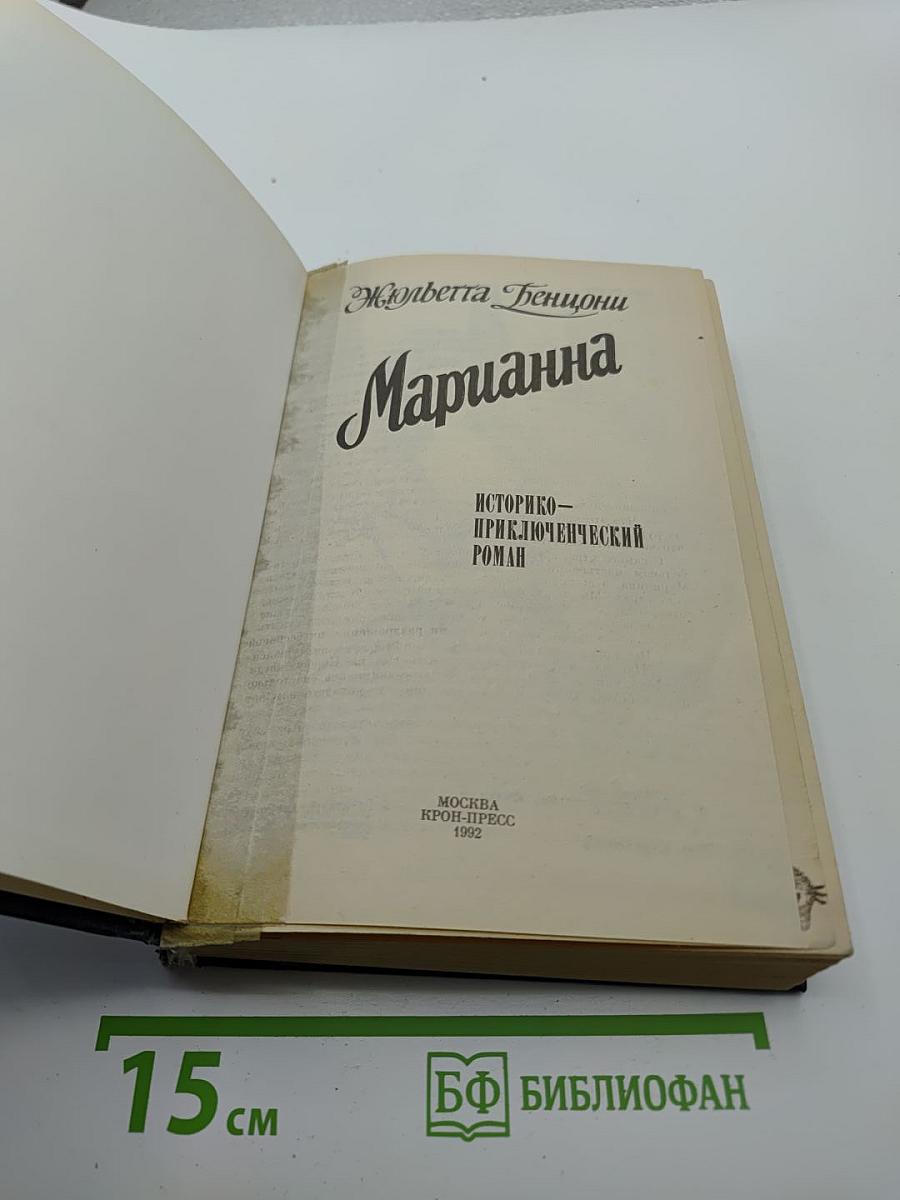 Жюльетта Бенцони
Марианна
ИСТОРИКО—
ПРИКЛЮЧЕНЧЕСКИЙ
РОМАН
МОСКВА
КРОН-ПРЕСС
1992
15 см
БФ БИБЛИОФАН